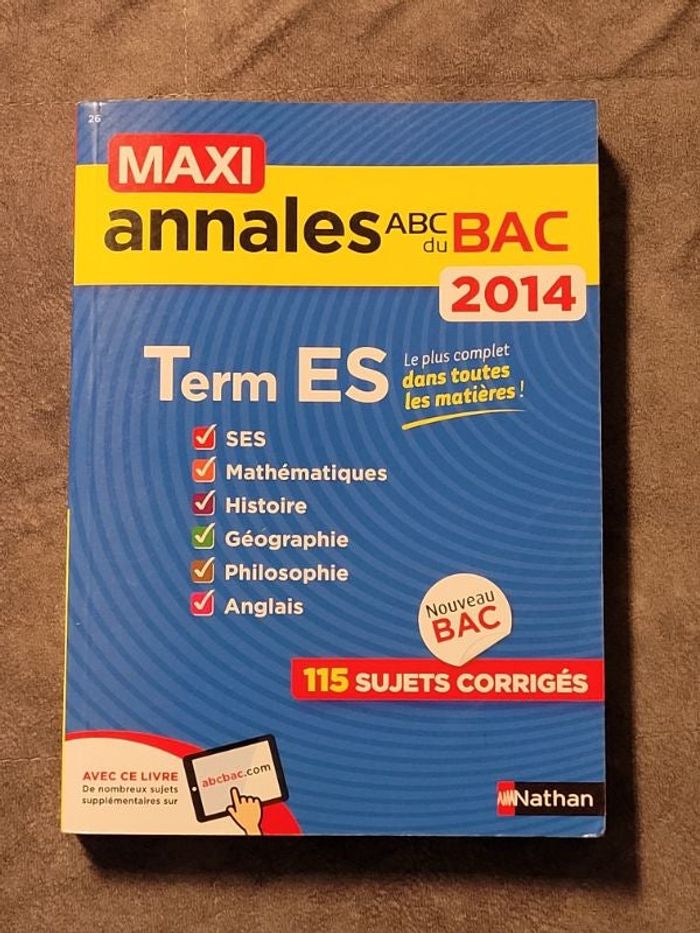 26
MAXI
annales ABC du BAC
2014
Term ES
Le plus complet
dans toutes
les matières !
SES
Mathématiques
Histoire
Géographie
Philosophie
Anglais
Nouveau
BAC
115 SUJETS CORRIGÉS
AVEC CE LIVRE
De nombreux sujets
supplémentaires sur
abcbac.com
Nathan